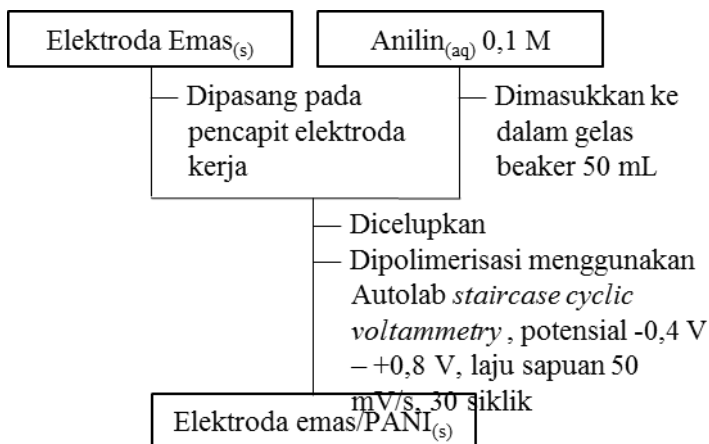 Elektroda Emas(s)
Anilin(aq) 0,1 M
Dipasang pada
pencapit elektroda
kerja
Dimasukkan ke
dalam gelas
beaker 50 mL
Dicelupkan
Dipolimerisasi menggunakan
Autolab staircase cyclic
voltammetry , potensial -0,4 V
– +0,8 V, laju sapuan 50
mV/s, 30 siklik
Elektroda emas/PANI(s)